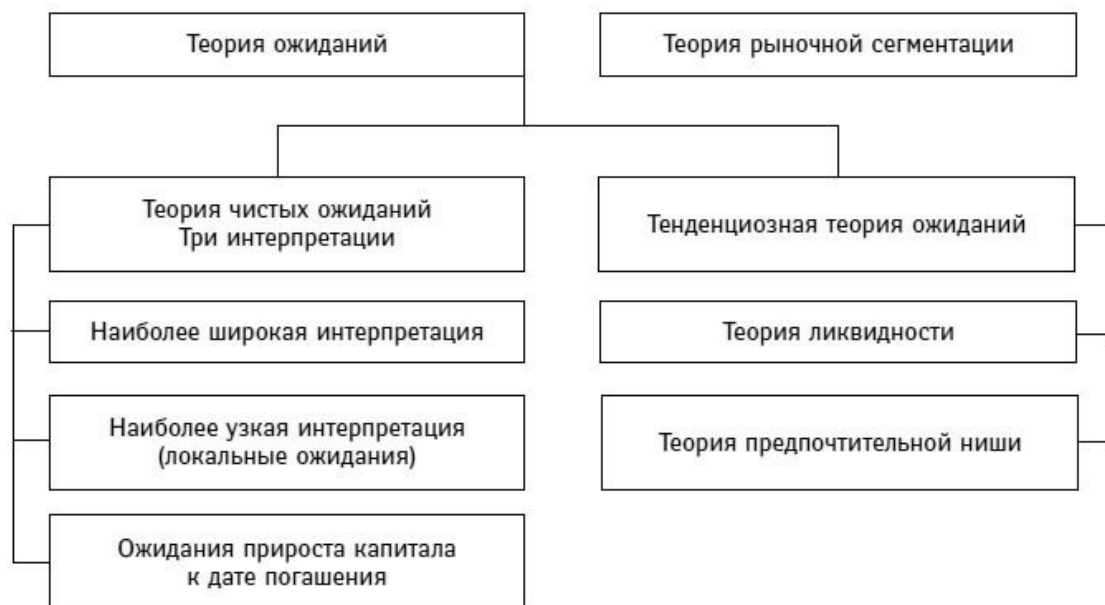 Теория ожиданий
Теория рыночной сегментации
Теория чистых ожиданий
Три интерпретации
Тенденциозная теория ожиданий
Наиболее широкая интерпретация
Теория ликвидности
Наиболее узкая интерпретация
(локальные ожидания)
Теория предпочтительной ниши
Ожидания прироста капитала
к дате погашения